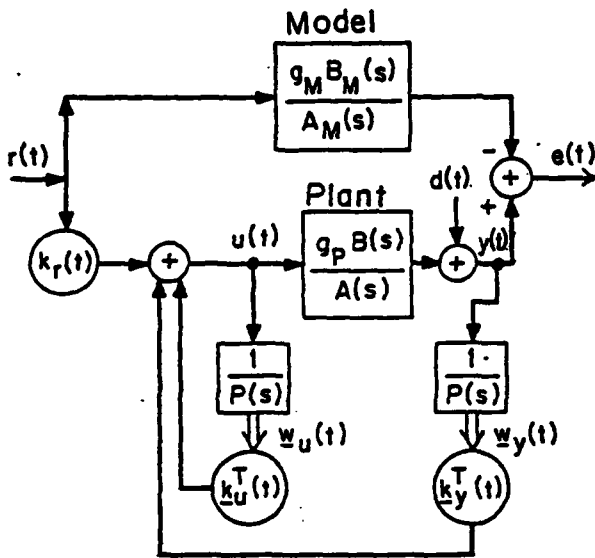 Model
g_M B_M(s)
A_M(s)
r(t)
-
+
e(t)
d(t)
+
Plant
k_r(t)
+
u(t)
g_P B(s)
A(s)
+
y(t)
1
P(s)
1
P(s)
w_u(t)
w_y(t)
k_u^T(t)
k_y^T(t)